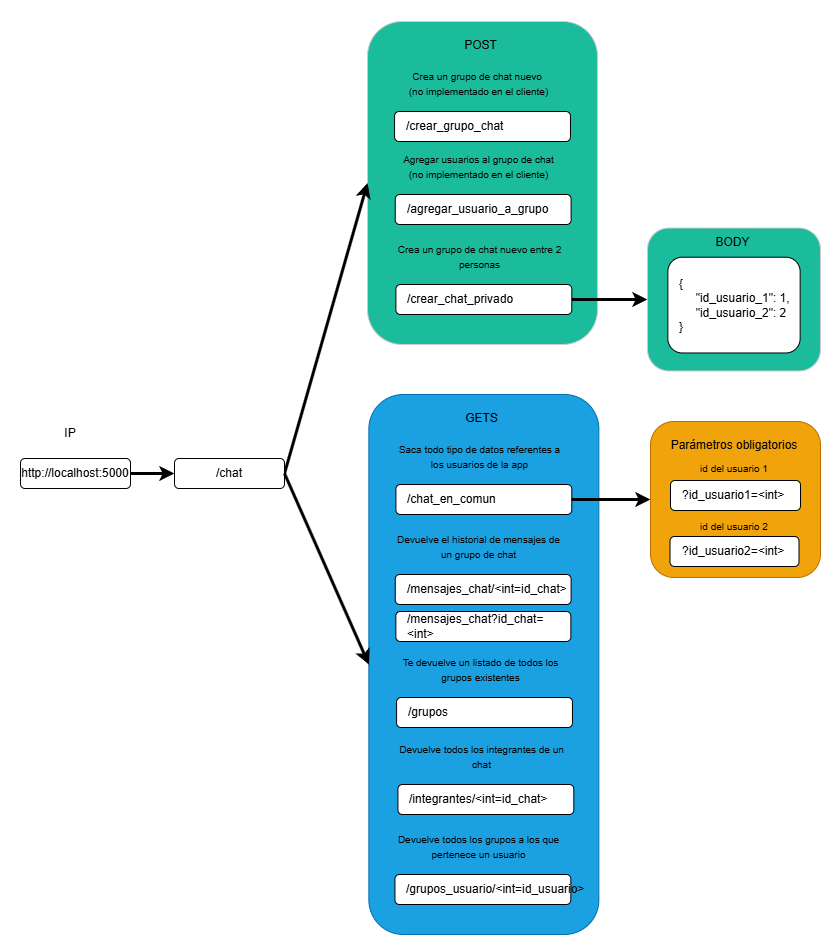 POST
Crea un grupo de chat nuevo
(no implementado en el cliente)
/crear_grupo_chat
Agregar usuarios al grupo de chat
(no implementado en el cliente)
/agregar_usuario_a_grupo
Crea un grupo de chat nuevo entre 2
personas
/crear_chat_privado
BODY
{
"id_usuario_1": 1,
"id_usuario_2": 2
}
IP
http://localhost:5000
/chat
GETS
Saca todo tipo de datos referentes a
los usuarios de la app
/chat_en_comun
Parámetros obligatorios
id del usuario 1
?id_usuario1=<int>
id del usuario 2
?id_usuario2=<int>
Devuelve el historial de mensajes de
un grupo de chat
/mensajes_chat/<int=id_chat>
/mensajes_chat?id_chat=
<int>
Te devuelve un listado de todos los
grupos existentes
/grupos
Devuelve todos los integrantes de un
chat
/integrantes/<int=id_chat>
Devuelve todos los grupos a los que
pertenece un usuario
/grupos_usuario/<int=id_usuario>